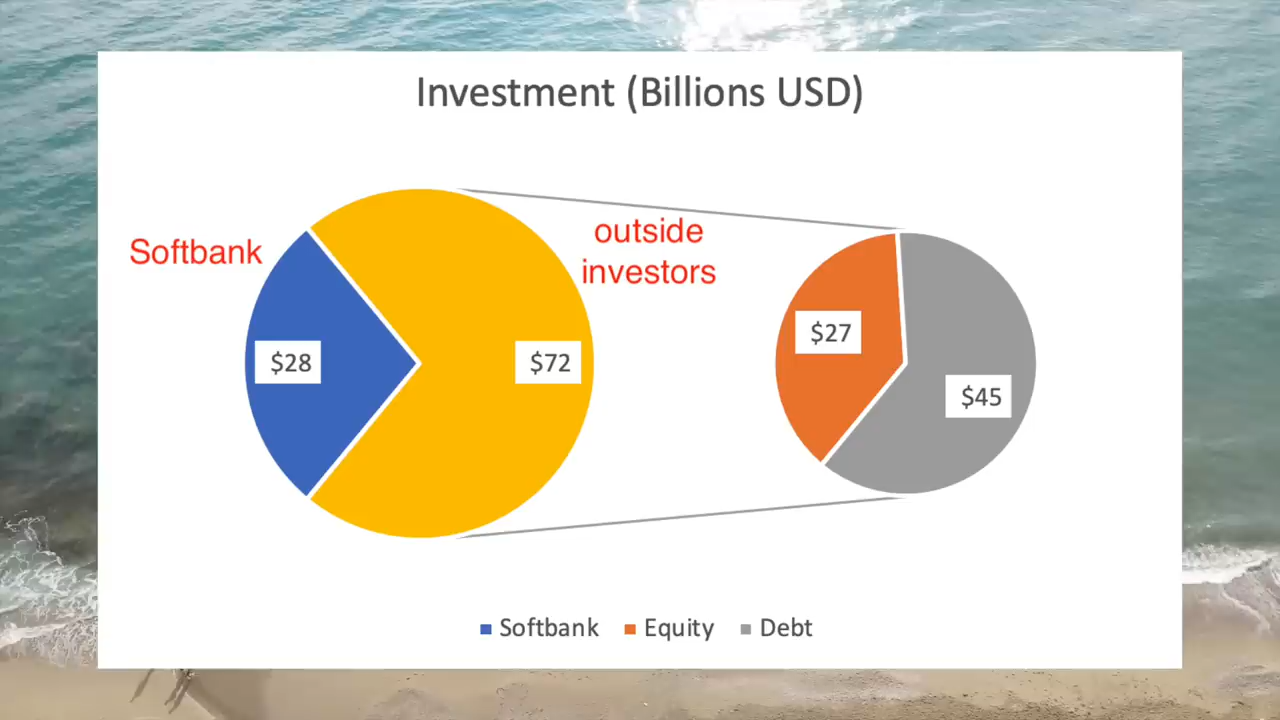 Investment (Billions USD)
Softbank
outside
investors
$28
$72
$27
$45
Softbank Equity Debt